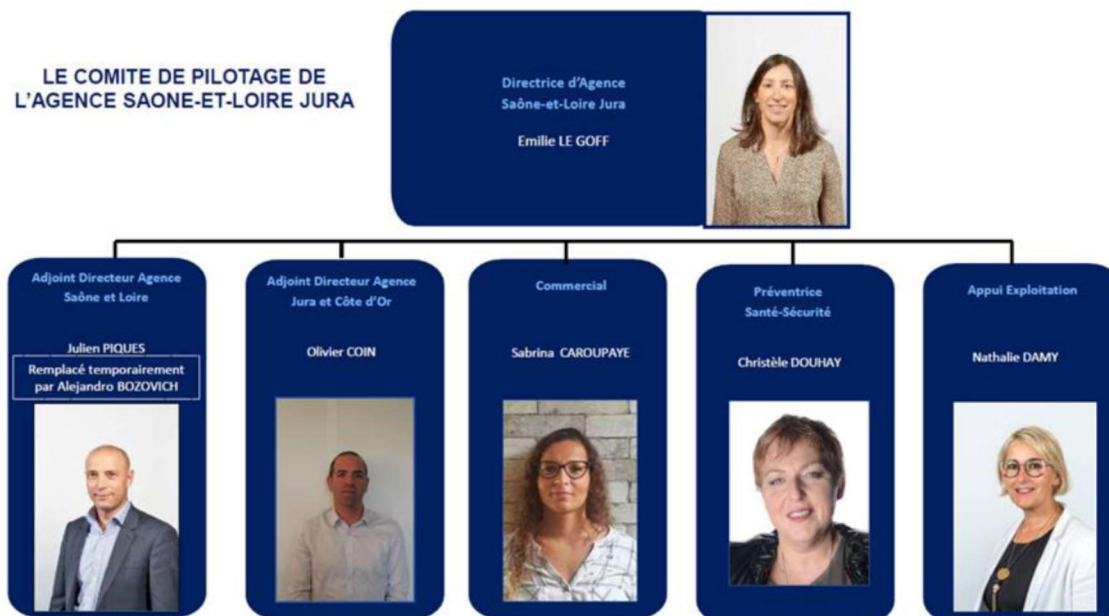 LE COMITE DE PILOTAGE DE
L'AGENCE SAONE-ET-LOIRE JURA
Directrice d'Agence
Saône-et-Loire Jura
Emilie LE GOFF
Adjoint Directeur Agence
Saône et Loire
Julien PIQUES
Remplacé temporairement
par Alejandro BOZOVICH
Adjoint Directeur Agence
Jura et Côte d'Or
Olivier COIN
Commercial
Sabrina CAROUPAYE
Préventrice
Santé-Sécurité
Christèle DOUHAY
Appui Exploitation
Nathalie DAMY